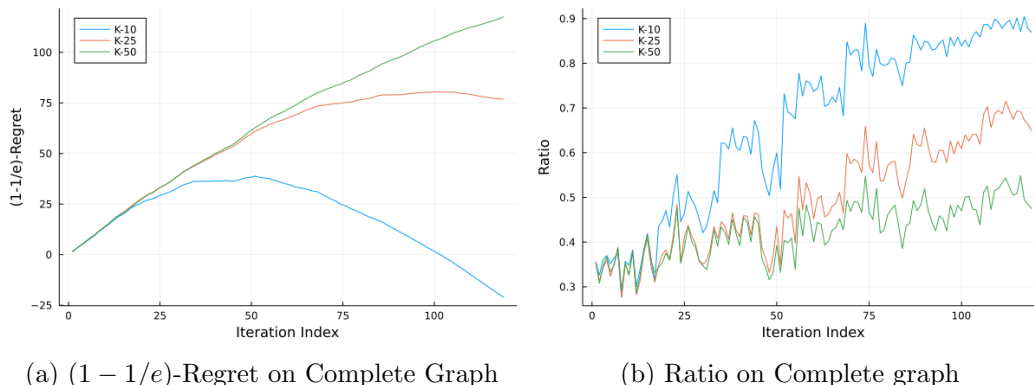 K-10
K-25
K-50
(1-1/e)-Regret
100
75
50
25
0
−25
0
25
50
75
100
Iteration Index
(a) (1 − 1/e)-Regret on Complete Graph
K-10
K-25
K-50
Ratio
0.9
0.8
0.7
0.6
0.5
0.4
0.3
0
25
50
75
100
Iteration Index
(b) Ratio on Complete graph